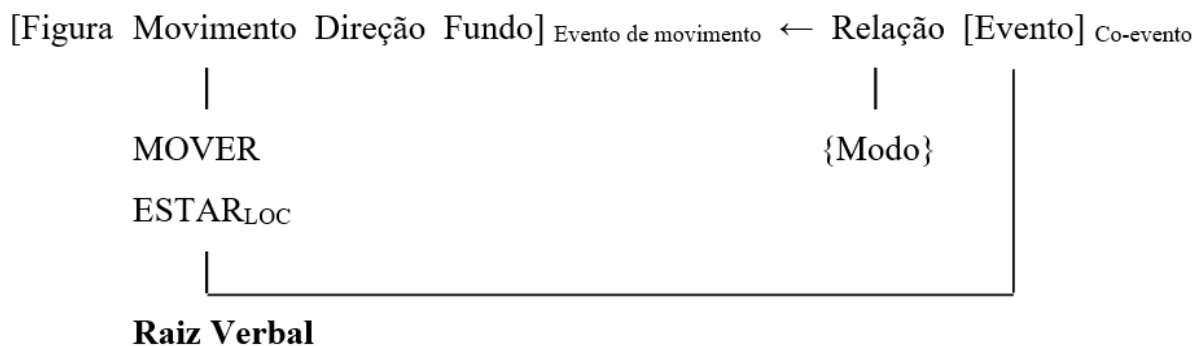 [Figura Movimento Direção Fundo] Evento de movimento ← Relação [Evento] Co-evento
MOVER {Modo}
ESTARLOC
Raiz Verbal